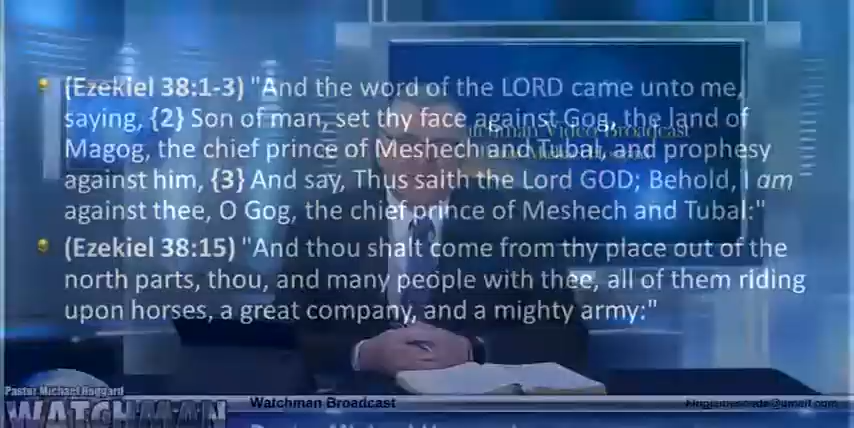 (Ezekiel 38:1-3) "And the word of the LORD came unto me,
saying, {2} Son of man, set thy face against Gog, the land of
Magog, the chief prince of Meshech and Tubal, and prophesy
against him, {3} And say, Thus saith the Lord GOD; Behold, I am
against thee, O Gog, the chief prince of Meshech and Tubal:"
(Ezekiel 38:15) "And thou shalt come from thy place out of the
north parts, thou, and many people with thee, all of them riding
upon horses, a great company, and a mighty army:"
Video Broadcast
Pastor Michael Hoggard
WATCHMAN
Watchman Broadcast